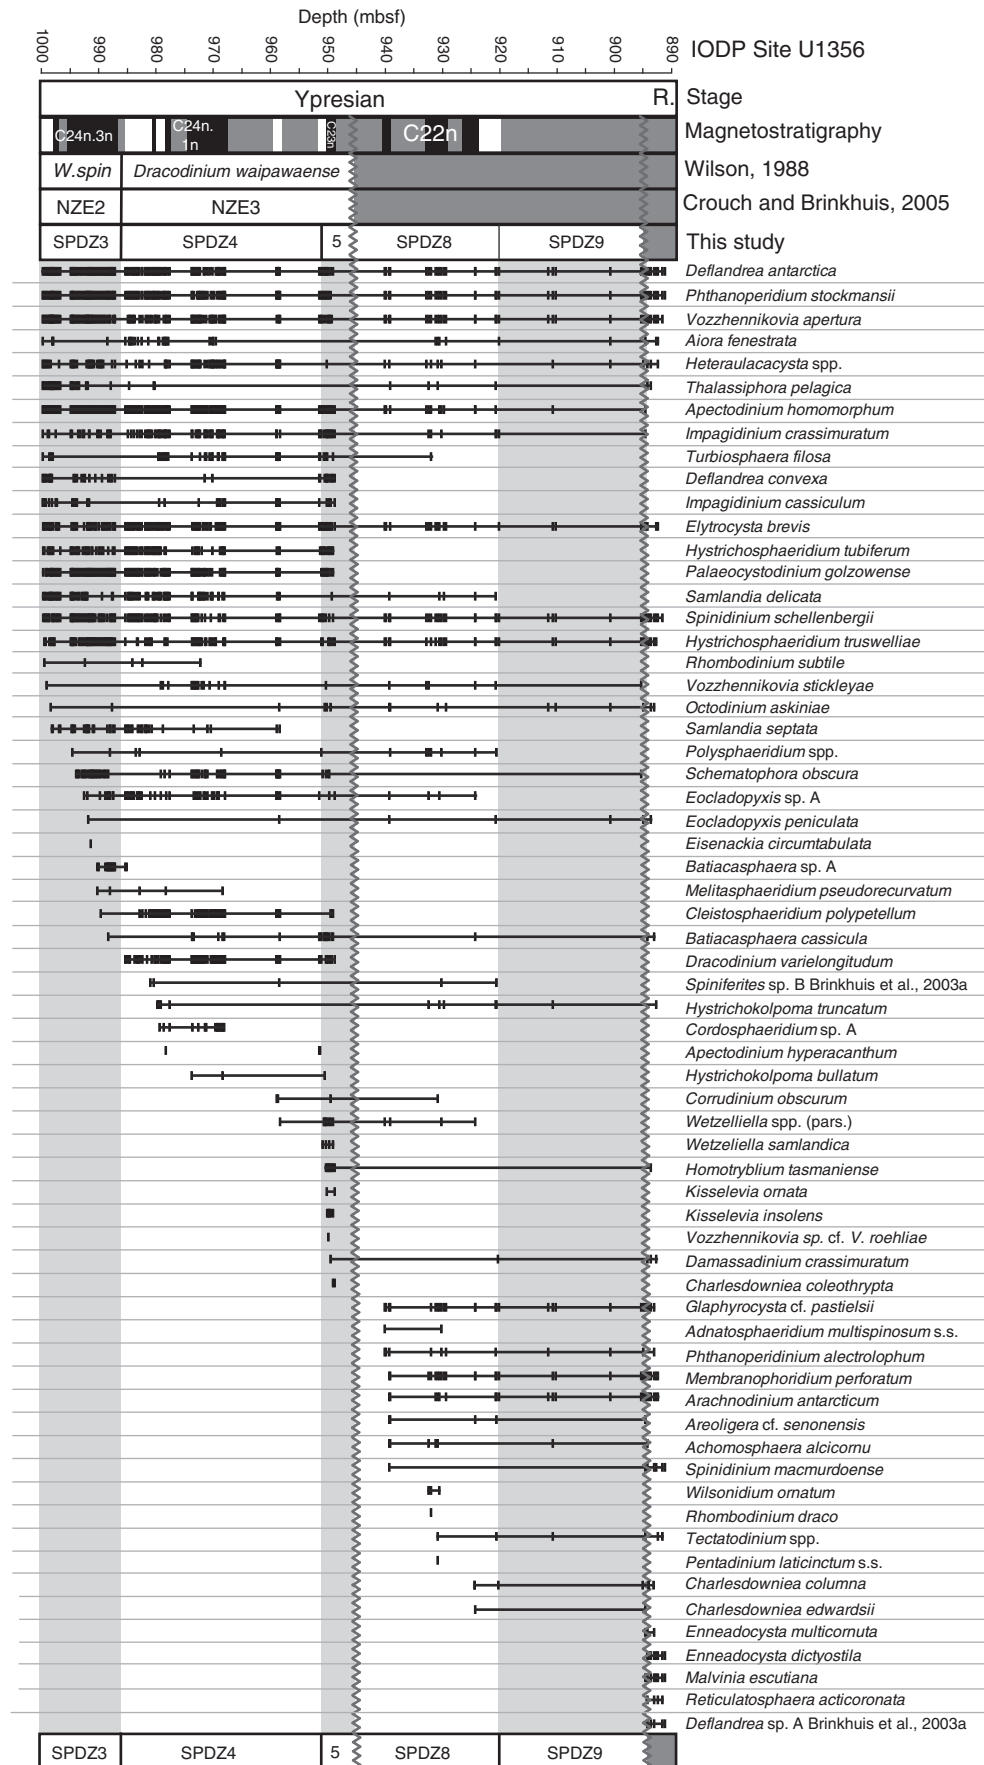 Depth (mbsf)
1000 990 980 970 960 950 940 930 920 910 900 890
IODP Site U1356
Ypresian R. Stage
C24n.3n C24n.1n C23n C22n Magnetostratigraphy
W.spin Dracodinium waipawaense Wilson, 1988
NZE2 NZE3 Crouch and Brinkhuis, 2005
SPDZ3 SPDZ4 5 SPDZ8 SPDZ9 This study
Deflandrea antarctica
Phthanoperidium stockmansii
Vozzhennikovia apertura
Aiora fenestrata
Heteraulacacysta spp.
Thalassiphora pelagica
Apectodinium homomorphum
Impagidinium crassimuratum
Turbiosphaera filosa
Deflandrea convexa
Impagidinium cassiculum
Elytrocysta brevis
Hystrichosphaeridium tubiferum
Palaeocystodinium golzowense
Samlandia delicata
Spinidinium schellenbergii
Hystrichosphaeridium truswelliae
Rhombodinium subtile
Vozzhennikovia stickleyae
Octodinium askiniae
Samlandia septata
Polysphaeridium spp.
Schematophora obscura
Eocladopyxis sp. A
Eocladopyxis peniculata
Eisenackia circumtabulata
Batiacasphaera sp. A
Melitasphaeridium pseudorecurvatum
Cleistosphaeridium polypetellum
Batiacasphaera cassicula
Dracodinium varielongitudum
Spiniferites sp. B Brinkhuis et al., 2003a
Hystrichokolpoma truncatum
Cordosphaeridium sp. A
Apectodinium hyperacanthum
Hystrichokolpoma bullatum
Corrudinium obscurum
Wetzelliella spp. (pars.)
Wetzeliella samlandica
Homotryblium tasmaniense
Kisselevia ornata
Kisselevia insolens
Vozzhennikovia sp. cf. V. roehliae
Damassadinium crassimuratum
Charlesdowniea coleothrypta
Glaphyrocysta cf. pastielsii
Adnatosphaeridium multispinosum s.s.
Phthanoperidinium alectrolophum
Membranophoridium perforatum
Arachnodinium antarcticum
Areoligera cf. senonensis
Achomosphaera alcicornu
Spinidinium macmurdoense
Wilsonidium ornatum
Rhombodinium draco
Tectatodinium spp.
Pentadinium laticinctum s.s.
Charlesdowniea columna
Charlesdowniea edwardsii
Enneadocysta multicornuta
Enneadocysta dictyostila
Malvinia escutiana
Reticulatosphaera acticoronata
Deflandrea sp. A Brinkhuis et al., 2003a
SPDZ3 SPDZ4 5 SPDZ8 SPDZ9